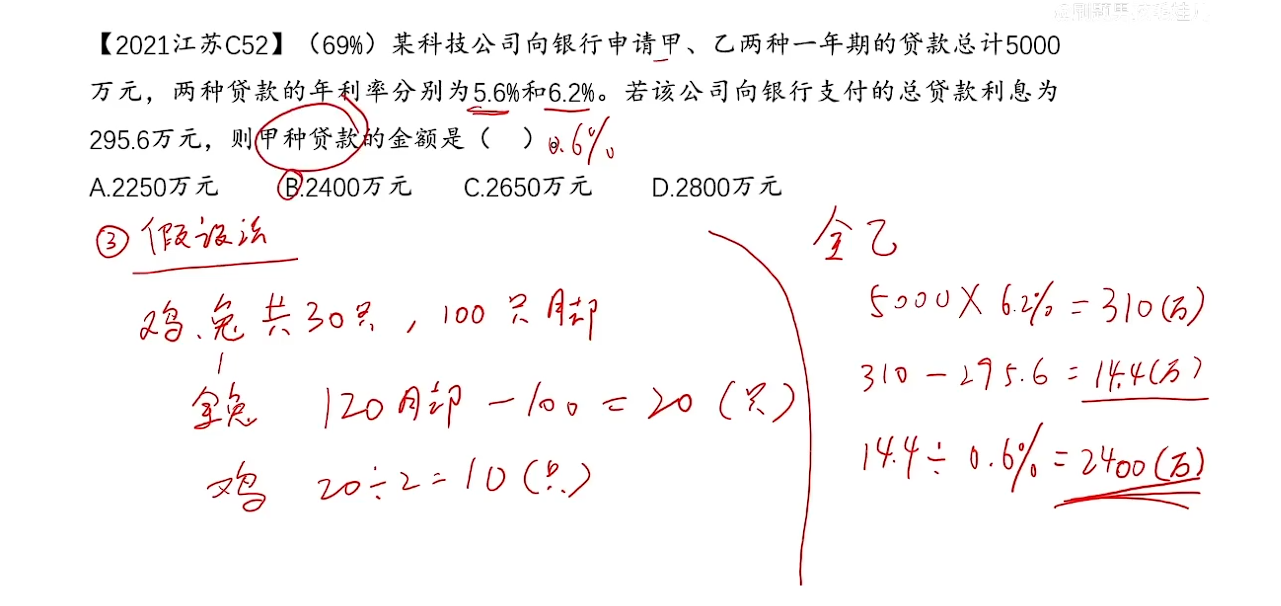 【2021江苏C52】（69%）某科技公司向银行申请甲、乙两种一年期的贷款总计5000
万元，两种贷款的年利率分别为5.6%和6.2%。若该公司向银行支付的总贷款利息为
295.6万元，则甲种贷款的金额是（ ）。
0.6%
A.2250万元 B.2400万元 C.2650万元 D.2800万元
③ 假设法
鸡、兔共30只，100只脚
全兔 120脚-100=20（只）
鸡 20÷2=10（只）
全乙
5000×6.2%=310(万)
310-295.6=14.4(万)
14.4÷0.6%=2400(万)